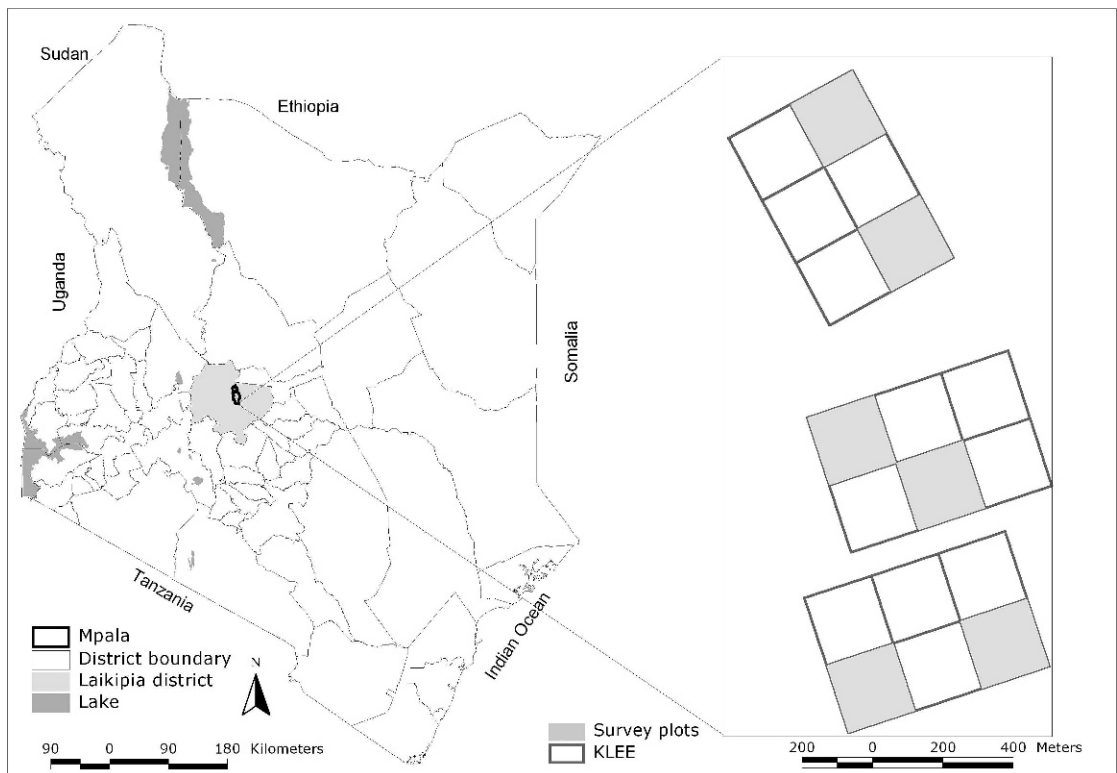 Sudan
Ethiopia
Uganda
Somalia
Tanzania
Indian Ocean
Mpala
District boundary
Laikipia district
Lake
N
90 0 90 180 Kilometers
Survey plots
KLEE
200 0 200 400 Meters